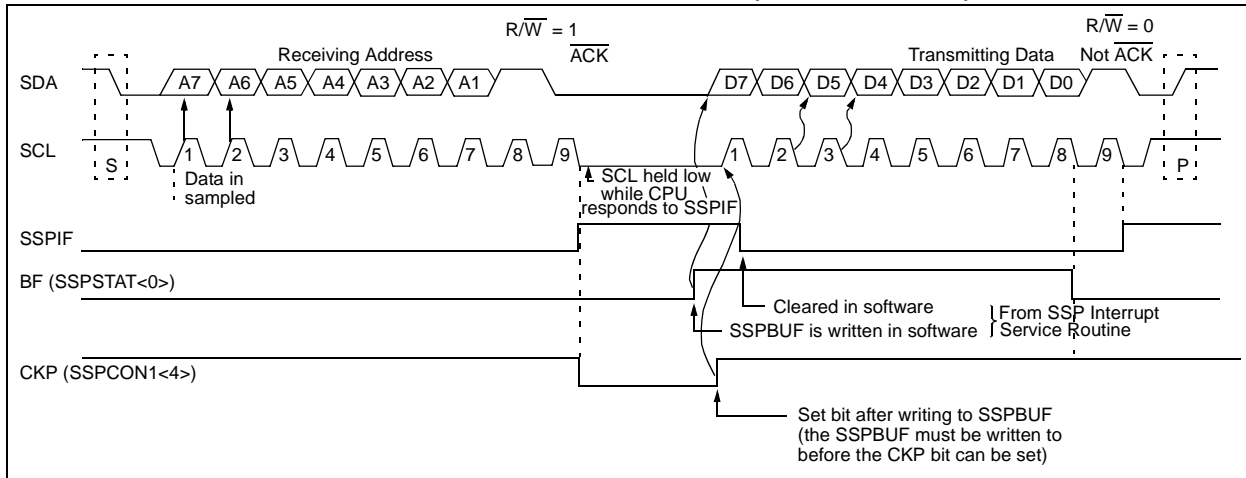 R/W = 1
R/W = 0
Receiving Address
ACK
Transmitting Data
Not ACK
SDA
A7 A6 A5 A4 A3 A2 A1
D7 D6 D5 D4 D3 D2 D1 D0
SCL
S
1 2 3 4 5 6 7 8 9
1 2 3 4 5 6 7 8 9
P
Data in
sampled
SCL held low
while CPU
responds to SSPIF
SSPIF
BF (SSPSTAT<0>)
Cleared in software
SSPBUF is written in software
From SSP Interrupt
Service Routine
CKP (SSPCON1<4>)
Set bit after writing to SSPBUF
(the SSPBUF must be written to
before the CKP bit can be set)